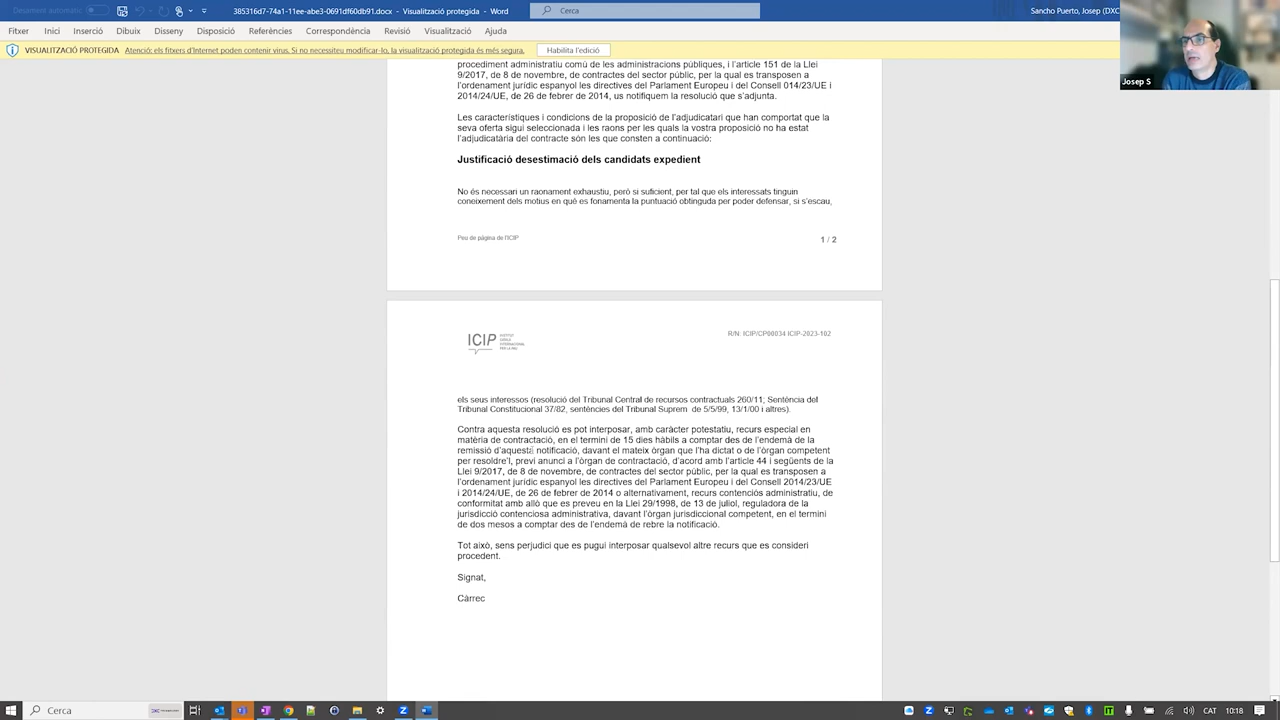 Desament automàtic
385316d7-74a1-11ee-abe3-0691df60db91.docx - Visualització protegida - Word
Cerca
Sancho Puerto, Josep (DXC
Fitxer Inici Inserció Dibuix Disseny Disposició Referències Correspondència Revisió Visualització Ajuda
VISUALITZACIÓ PROTEGIDA Atenció: els fitxers d'Internet poden contenir virus. Si no necessiteu modificar-lo, la visualització protegida és més segura. Habilita l'edició
Josep S
procediment administratiu comú de les administracions públiques, i l'article 151 de la Llei
9/2017, de 8 de novembre, de contractes del sector públic, per la qual es transposen a
l'ordenament jurídic espanyol les directives del Parlament Europeu i del Consell 014/23/UE i
2014/24/UE, de 26 de febrer de 2014, us notifiquem la resolució que s'adjunta.
Les característiques i condicions de la proposició de l'adjudicatari que han comportat que la
seva oferta sigui seleccionada i les raons per les quals la vostra proposició no ha estat
l'adjudicatària del contracte són les que consten a continuació:
Justificació desestimació dels candidats expedient
No és necessari un raonament exhaustiu, però si suficient, per tal que els interessats tinguin
coneixement dels motius en què es fonamenta la puntuació obtinguda per poder defensar, si s'escau,
Peu de pàgina de l'ICIP
1 / 2
ICIP INSTITUT CATALÀ INTERNACIONAL PER LA PAU
R/N. ICIP/CP00034 ICIP-2023-102
els seus interessos (resolució del Tribunal Central de recursos contractuals 260/11; Sentència del
Tribunal Constitucional 37/82, sentències del Tribunal Suprem de 5/5/99, 13/1/00 i altres).
Contra aquesta resolució es pot interposar, amb caràcter potestatiu, recurs especial en
matèria de contractació, en el termini de 15 dies hàbils a comptar des de l'endemà de la
remissió d'aquesta notificació, davant el mateix òrgan que l'ha dictat o de l'òrgan competent
per resoldre'l, previ anunci a l'òrgan de contractació, d'acord amb l'article 44 i següents de la
Llei 9/2017, de 8 de novembre, de contractes del sector públic, per la qual es transposen a
l'ordenament jurídic espanyol les directives del Parlament Europeu i del Consell 2014/23/UE
i 2014/24/UE, de 26 de febrer de 2014 o alternativament, recurs contenciós administratiu, de
conformitat amb allò que es preveu en la Llei 29/1998, de 13 de juliol, reguladora de la
jurisdicció contenciosa administrativa, davant l'òrgan jurisdiccional competent, en el termini
de dos mesos a comptar des de l'endemà de rebre la notificació.
Tot això, sens perjudici que es pugui interposar qualsevol altre recurs que es consideri
procedent.
Signat,
Càrrec
Cerca
CAT 10:18